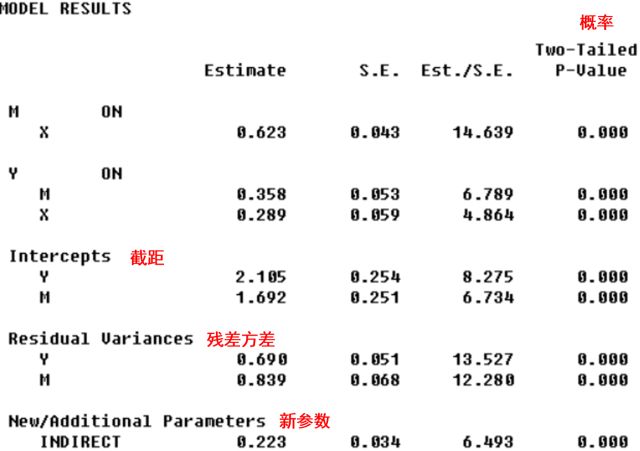 MODEL RESULTS
概率
Two-Tailed
Estimate S.E. Est./S.E. P-Value
M ON
X 0.623 0.043 14.639 0.000
Y ON
M 0.358 0.053 6.789 0.000
X 0.289 0.059 4.864 0.000
Intercepts 截距
Y 2.105 0.254 8.275 0.000
M 1.692 0.251 6.734 0.000
Residual Variances 残差方差
Y 0.690 0.051 13.527 0.000
M 0.839 0.068 12.280 0.000
New/Additional Parameters 新参数
INDIRECT 0.223 0.034 6.493 0.000